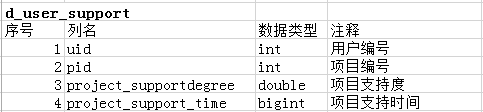 d_user_support
序号 列名 数据类型 注释
1 uid int 用户编号
2 pid int 项目编号
3 project_supportdegree double 项目支持度
4 project_support_time bigint 项目支持时间